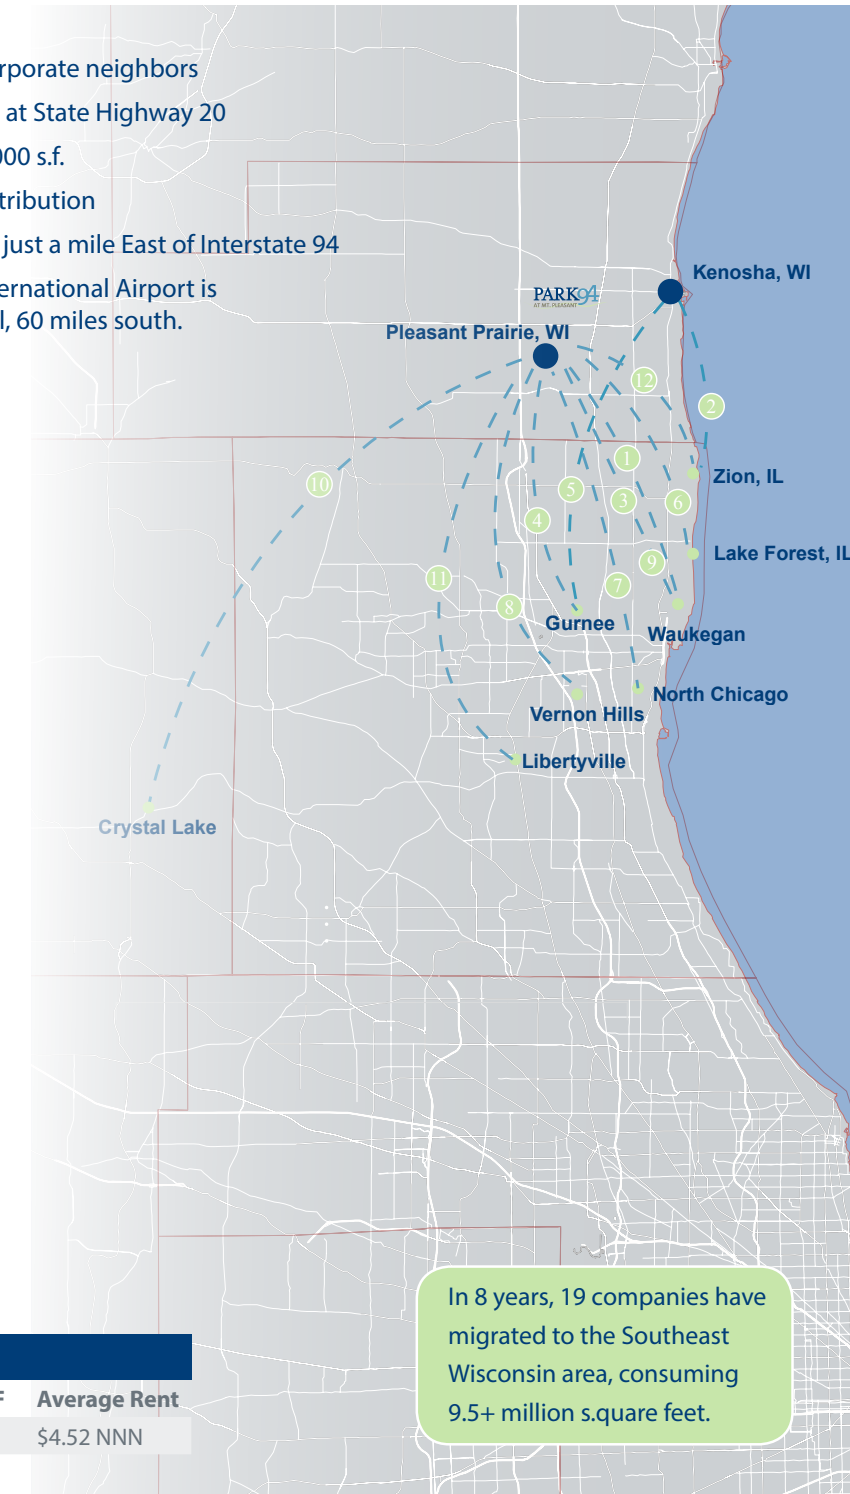 rporate neighbors
at State Highway 20
000 s.f.
tribution
just a mile East of Interstate 94
ernational Airport is
l, 60 miles south.
Kenosha, WI
PARK94
AT MT. PLEASANT
Pleasant Prairie, WI
12
2
1
Zion, IL
10
5
3
6
4
Lake Forest, IL
9
11
7
8
Gurnee
Waukegan
North Chicago
Vernon Hills
Libertyville
Crystal Lake
In 8 years, 19 companies have
migrated to the Southeast
Wisconsin area, consuming
9.5+ million s.quare feet.
F Average Rent
$4.52 NNN